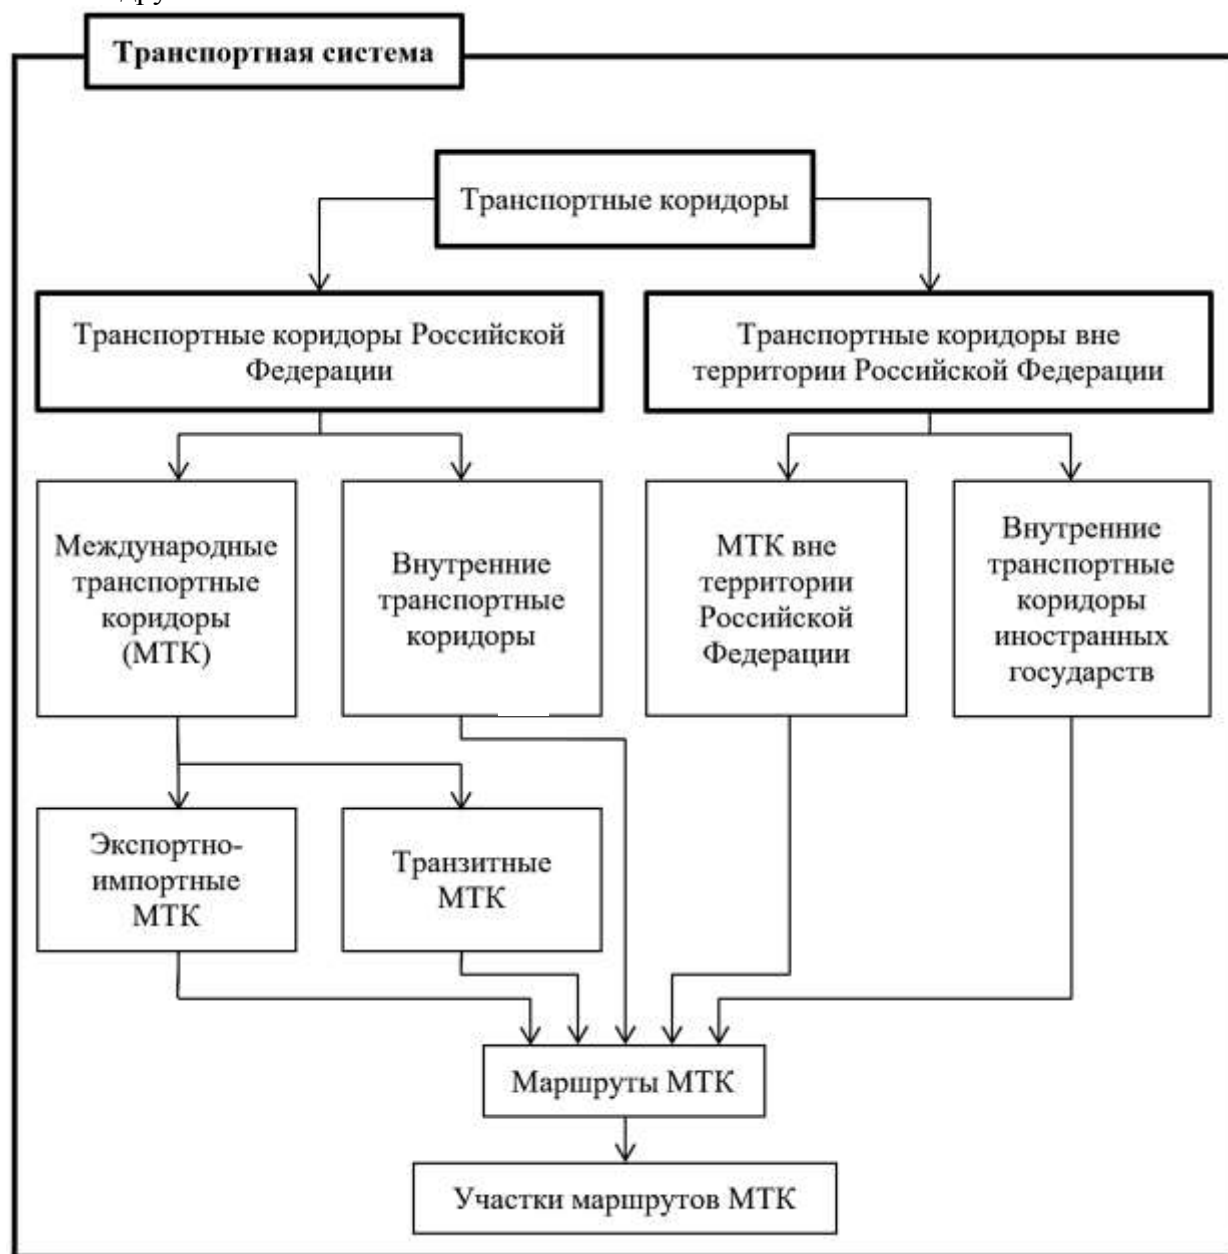 Транспортная система
Транспортные коридоры
Транспортные коридоры Российской
Федерации
Транспортные коридоры вне
территории Российской Федерации
Международные
транспортные
коридоры
(МТК)
Внутренние
транспортные
коридоры
МТК вне
территории
Российской
Федерации
Внутренние
транспортные
коридоры
иностранных
государств
Экспортно-
импортные
МТК
Транзитные
МТК
Маршруты МТК
Участки маршрутов МТК